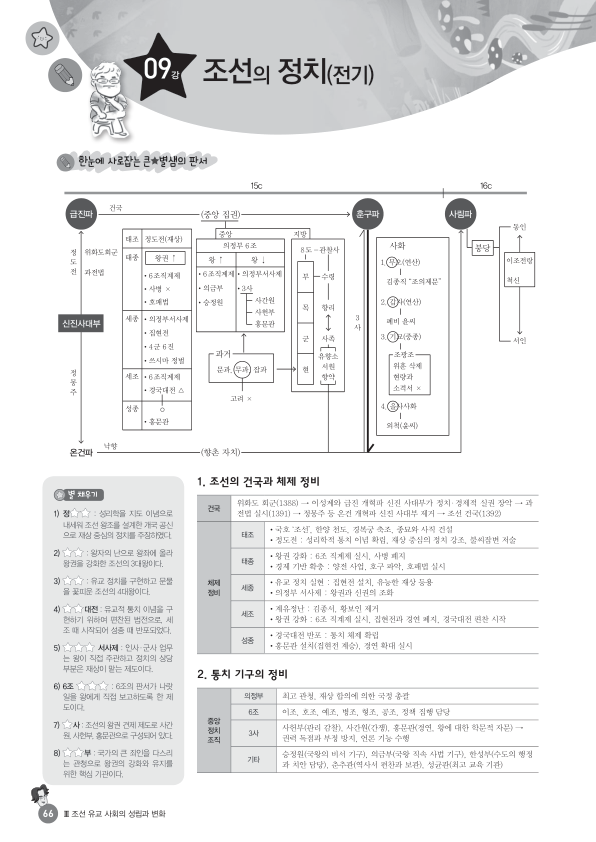 09강
조선의 정치(전기)
한눈에 사로잡는 큰★별쌤의 판서
15c
16c
급진파
건국
(중앙 집권)
훈구파
사림파
정도전
위화도회군
과전법
신진사대부
정몽주
온건파
낙향
(향촌 자치)
태조
정도전(재상)
태종
왕권 ↑
• 6조직계제
• 사병 ×
• 호패법
세종
• 의정부서사제
• 집현전
• 4군 6진
• 쓰시마 정벌
세조
• 6조직계제
• 경국대전 △
성종
○
• 홍문관
중앙
의정부 6조
왕 ↑
왕 ↓
• 6조직계제
• 의금부
• 승정원
• 의정부서사제
• 3사
사간원
사헌부
홍문관
과거
문과, 무과, 잡과
고려 ×
지방
8도 - 관찰사
부
목
군
현
수령
향리
사족
유향소
서원
향약
3사
사화
1. 무오(연산)
김종직 “조의제문”
2. 갑자(연산)
폐비 윤씨
3. 기묘(중종)
조광조
위훈 삭제
현량과
소격서 ×
4. 을사사화
외척(윤씨)
붕당
동인
이조전랑
척신
서인
별 채우기
1) 정☆☆ : 성리학을 지도 이념으로
내세워 조선 왕조를 설계한 개국 공신
으로 재상 중심의 정치를 주장하였다.
2) ☆☆ : 왕자의 난으로 왕좌에 올라
왕권을 강화한 조선의 3대왕이다.
3) ☆☆ : 유교 정치를 구현하고 문물
을 꽃피운 조선의 4대왕이다.
4) ☆☆대전 : 유교적 통치 이념을 구
현하기 위하여 편찬된 법전으로, 세
조 때 시작되어 성종 때 반포되었다.
5) ☆☆☆ 서사제 : 인사·군사 업무
는 왕이 직접 주관하고 정치의 상당
부분은 재상이 맡는 제도이다.
6) 6조 ☆☆☆ : 6조의 판서가 나랏
일을 왕에게 직접 보고하도록 한 제
도이다.
7) ☆사 : 조선의 왕권 견제 제도로 사간
원, 사헌부, 홍문관으로 구성되어 있다.
8) ☆☆부 : 국가의 큰 죄인을 다스리
는 관청으로 왕권의 강화와 유지를
위한 핵심 기관이다.
1. 조선의 건국과 체제 정비
건국
위화도 회군(1388) → 이성계와 급진 개혁파 신진 사대부가 정치·경제적 실권 장악 → 과
전법 실시(1391) → 정몽주 등 온건 개혁파 신진 사대부 제거 → 조선 건국(1392)
체제
정비
태조
• 국호 ‘조선’, 한양 천도, 경복궁 축조, 종묘와 사직 건설
• 정도전 : 성리학적 통치 이념 확립, 재상 중심의 정치 강조, 불씨잡변 저술
태종
• 왕권 강화 : 6조 직계제 실시, 사병 폐지
• 경제 기반 확충 : 양전 사업, 호구 파악, 호패법 실시
세종
• 유교 정치 실현 : 집현전 설치, 유능한 재상 등용
• 의정부 서사제 : 왕권과 신권의 조화
세조
• 계유정난 : 김종서, 황보인 제거
• 왕권 강화 : 6조 직계제 실시, 집현전과 경연 폐지, 경국대전 편찬 시작
성종
• 경국대전 반포 : 통치 체제 확립
• 홍문관 설치(집현전 계승), 경연 확대 실시
2. 통치 기구의 정비
중앙
정치
조직
의정부
최고 관청, 재상 합의에 의한 국정 총괄
6조
이조, 호조, 예조, 병조, 형조, 공조, 정책 집행 담당
3사
사헌부(관리 감찰), 사간원(간쟁), 홍문관(경연, 왕에 대한 학문적 자문) →
권력 독점과 부정 방지, 언론 기능 수행
기타
승정원(국왕의 비서 기구), 의금부(국왕 직속 사법 기구), 한성부(수도의 행정
과 치안 담당), 춘추관(역사서 편찬과 보관), 성균관(최고 교육 기관)
66
Ⅲ 조선 유교 사회의 성립과 변화